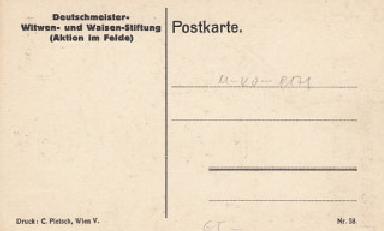 Deutschmeister-
Witwen- und Waisen-Stiftung
(Aktion im Felde)
Postkarte.
Druck: C. Pietsch, Wien V.
Nr. 38.